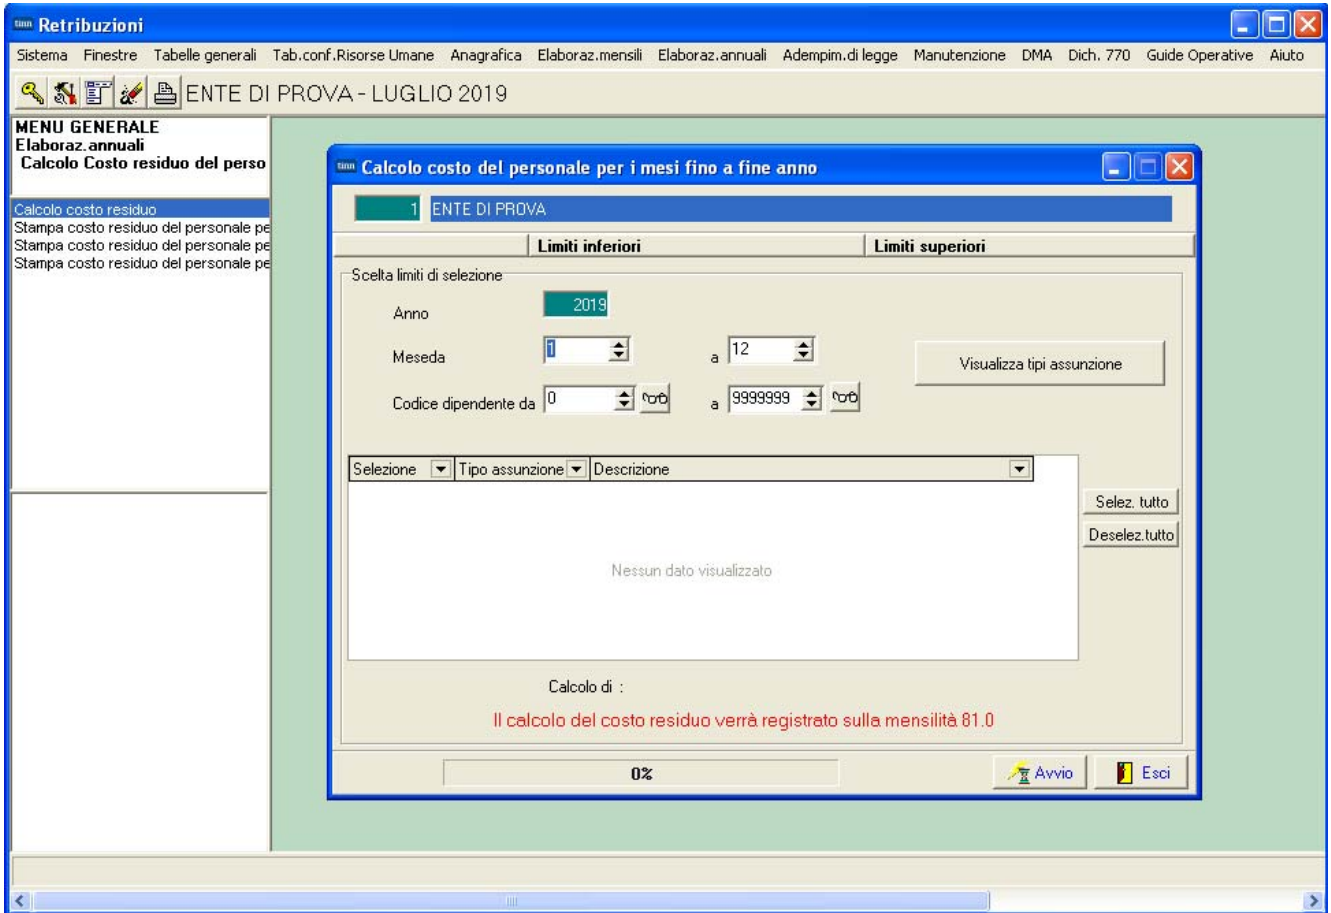 tinn Retribuzioni
Sistema Finestre Tabelle generali Tab.conf.Risorse Umane Anagrafica Elaboraz.mensili Elaboraz.annuali Adempim.di legge Manutenzione DMA Dich. 770 Guide Operative Aiuto
ENTE DI PROVA - LUGLIO 2019
MENU GENERALE
Elaboraz.annuali
Calcolo Costo residuo del perso
Calcolo costo residuo
Stampa costo residuo del personale pe
Stampa costo residuo del personale pe
Stampa costo residuo del personale pe
tinn Calcolo costo del personale per i mesi fino a fine anno
1 ENTE DI PROVA
Limiti inferiori Limiti superiori
Scelta limiti di selezione
Anno 2019
Meseda 1 a 12
Visualizza tipi assunzione
Codice dipendente da 0 a 9999999
Selezione Tipo assunzione Descrizione
Selez. tutto
Deselez.tutto
Nessun dato visualizzato
Calcolo di :
Il calcolo del costo residuo verrà registrato sulla mensilità 81.0
0% Avvio Esci